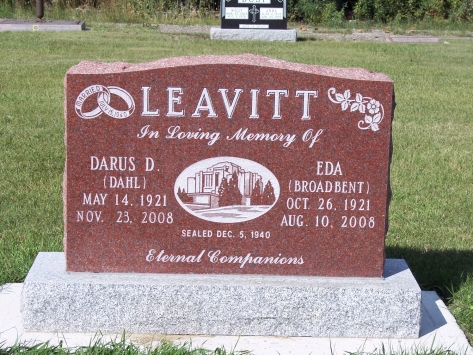 LEAVITT
In Loving Memory Of
DARUS D.
(DAHL)
MAY 14, 1921
NOV. 23, 2008
EDA
(BROADBENT)
OCT. 26, 1921
AUG. 10, 2008
SEALED DEC. 5, 1940
Eternal Companions